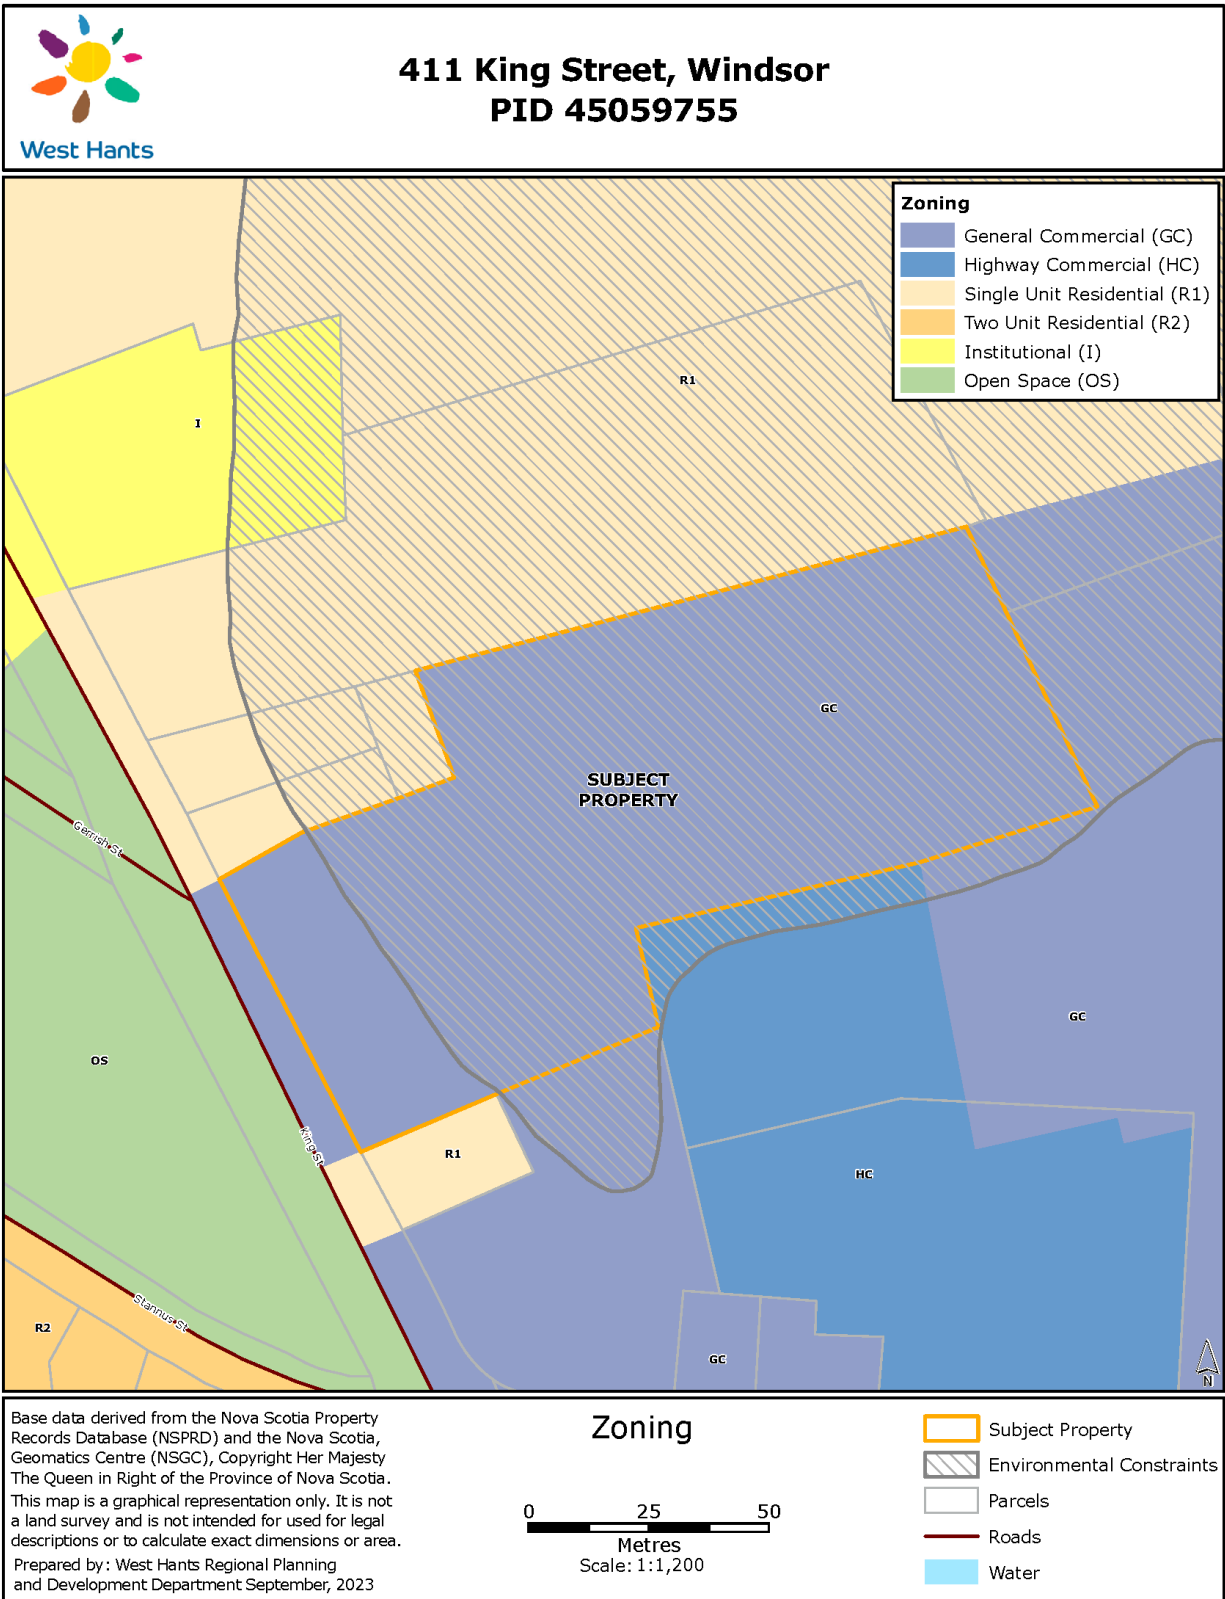 West Hants
411 King Street, Windsor
PID 45059755
Zoning
General Commercial (GC)
Highway Commercial (HC)
Single Unit Residential (R1)
Two Unit Residential (R2)
Institutional (I)
Open Space (OS)
R1
I
GC
SUBJECT
PROPERTY
Gerrish St
GC
OS
King St
R1
HC
Stannus St
R2
GC
N
Base data derived from the Nova Scotia Property
Records Database (NSPRD) and the Nova Scotia,
Geomatics Centre (NSGC), Copyright Her Majesty
The Queen in Right of the Province of Nova Scotia.
This map is a graphical representation only. It is not
a land survey and is not intended for used for legal
descriptions or to calculate exact dimensions or area.
Prepared by: West Hants Regional Planning
and Development Department September, 2023
Zoning
0 25 50
Metres
Scale: 1:1,200
Subject Property
Environmental Constraints
Parcels
Roads
Water